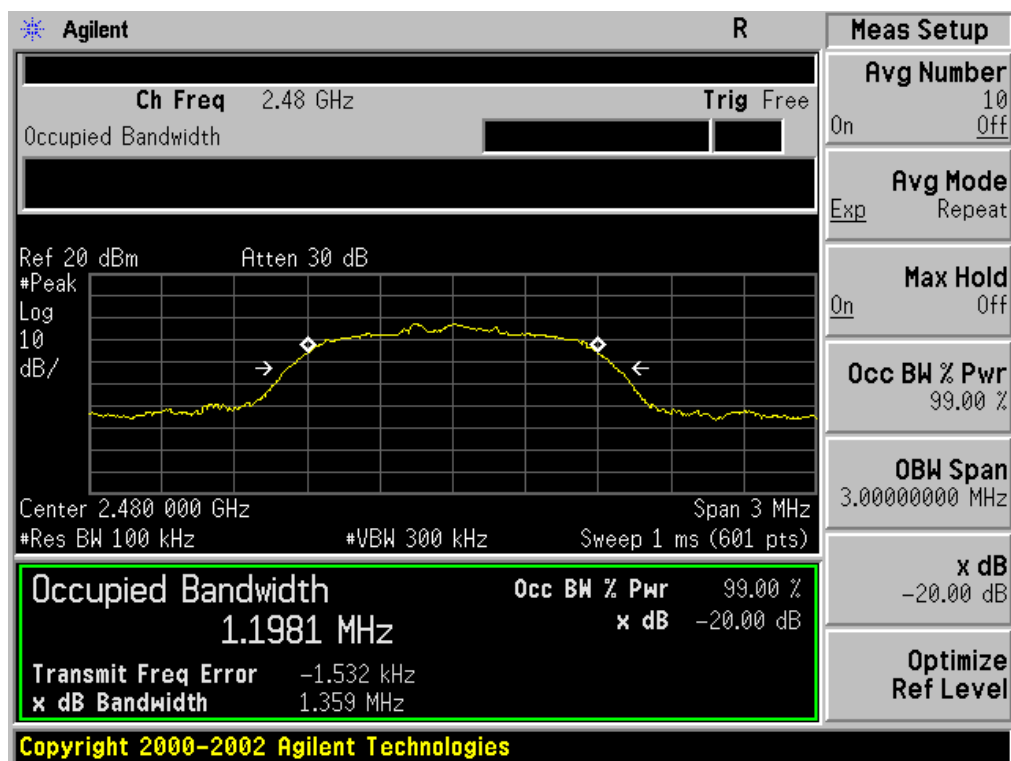 Agilent R Meas Setup
Ch Freq 2.48 GHz Trig Free
Occupied Bandwidth
Ref 20 dBm Atten 30 dB
#Peak
Log
10
dB/
Center 2.480 000 GHz Span 3 MHz
#Res BW 100 kHz #VBW 300 kHz Sweep 1 ms (601 pts)
Occupied Bandwidth Occ BW % Pwr 99.00 %
1.1981 MHz x dB -20.00 dB
Transmit Freq Error -1.532 kHz
x dB Bandwidth 1.359 MHz
Avg Number
10
On Off
Avg Mode
Exp Repeat
Max Hold
On Off
Occ BW % Pwr
99.00 %
OBW Span
3.00000000 MHz
x dB
-20.00 dB
Optimize
Ref Level
Copyright 2000-2002 Agilent Technologies